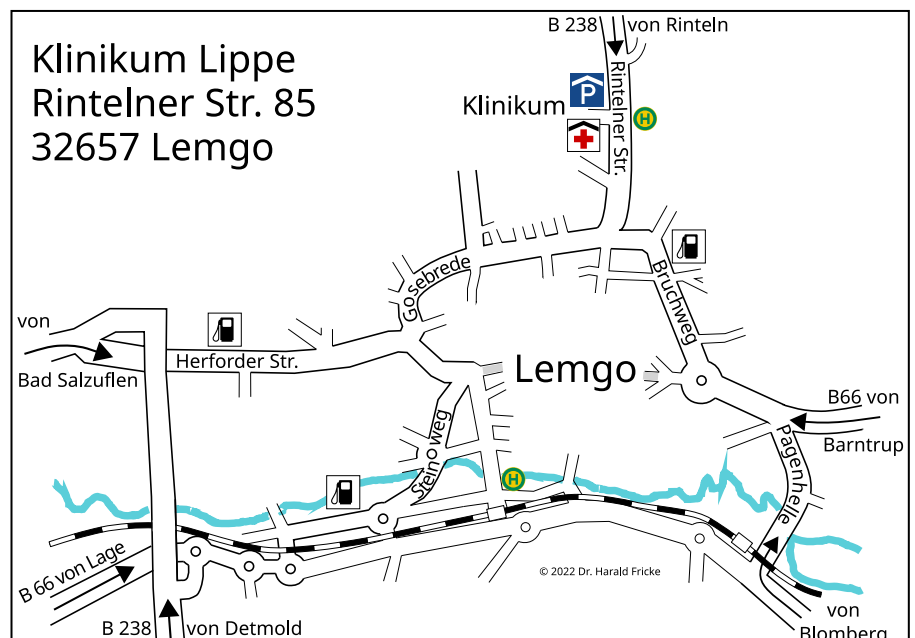 Klinikum Lippe
Rintelner Str. 85
32657 Lemgo
B 238
von Rinteln
P
Klinikum
H
Rintelner Str.
Gosebrede
Bruchweg
von
Bad Salzuflen
Herforder Str.
Lemgo
B66 von
Barntrup
Steinweg
H
Pagenhelle
B 66 von Lage
© 2022 Dr. Harald Fricke
B 238
von Detmold
von
Blomberg